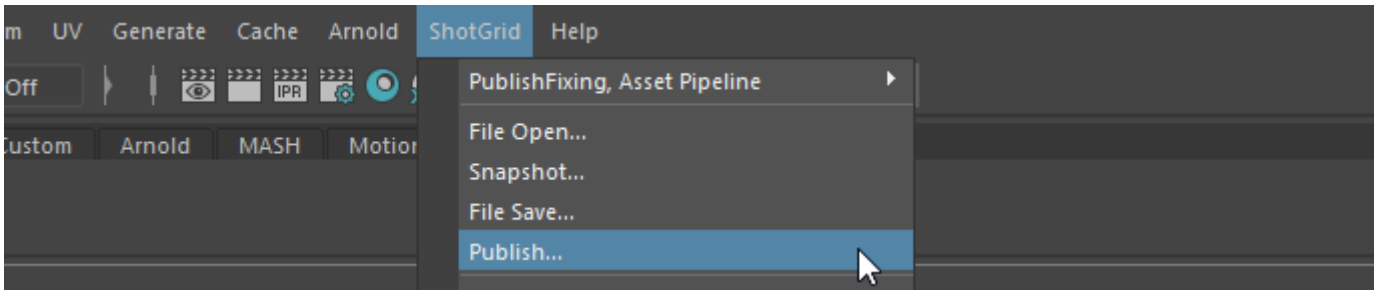 UV Generate Cache Arnold ShotGrid Help
Off IPR
PublishFixing, Asset Pipeline
File Open...
Custom Arnold MASH
Snapshot...
File Save...
Publish...